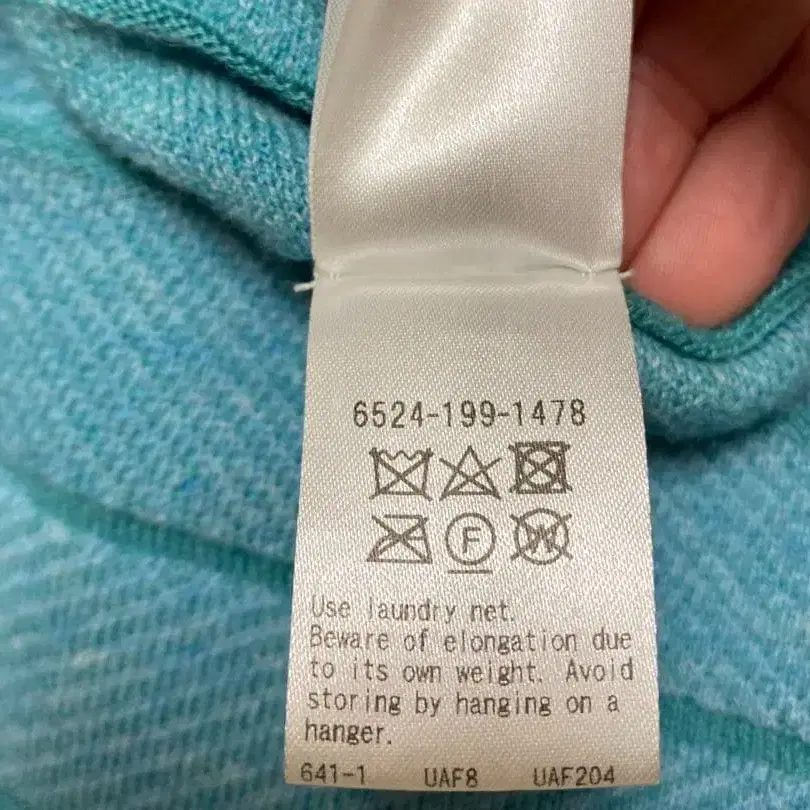 6524-199-1478
F W
Use laundry net.
Beware of elongation due
to its own weight. Avoid
storing by hanging on a
hanger.
641-1 UAF8 UAF204